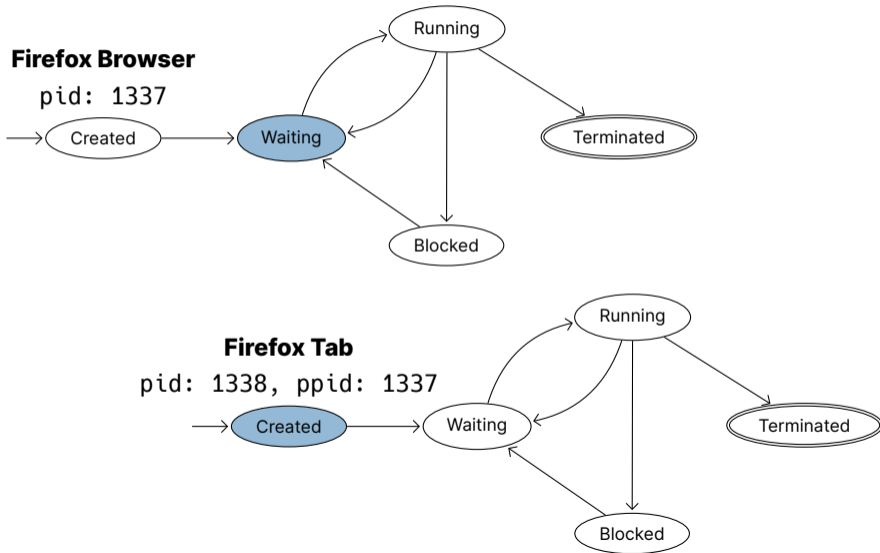 Running
Firefox Browser
pid: 1337
Created
Waiting
Terminated
Blocked
Running
Firefox Tab
pid: 1338, ppid: 1337
Created
Waiting
Terminated
Blocked